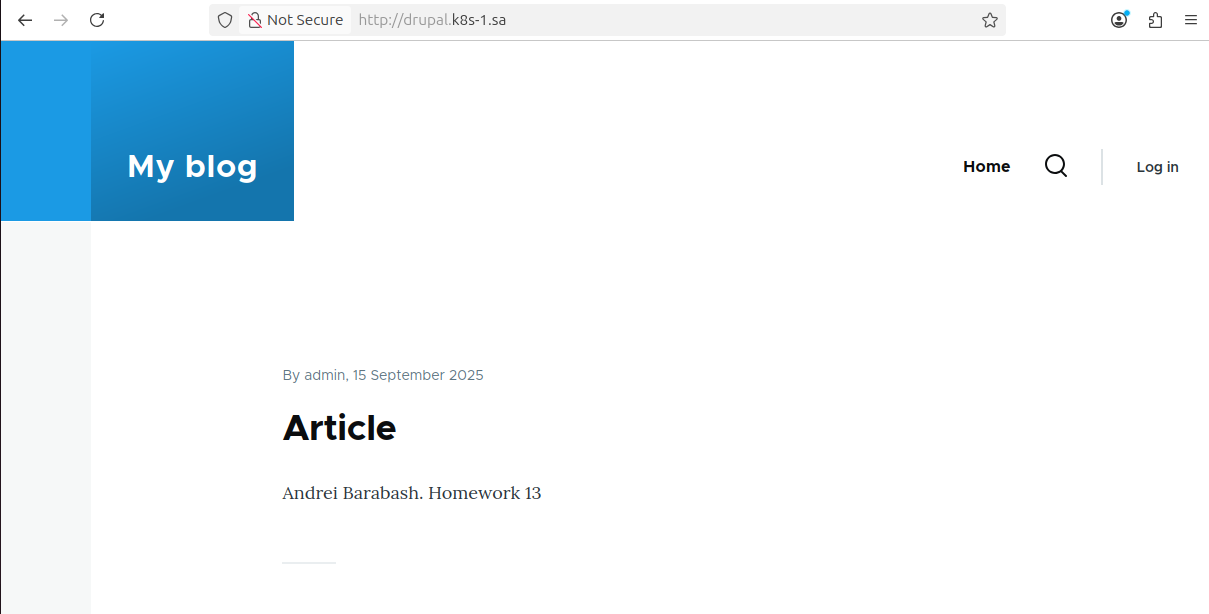 Not Secure http://drupal.k8s-1.sa
My blog
Home Log in
By admin, 15 September 2025
Article
Andrei Barabash. Homework 13